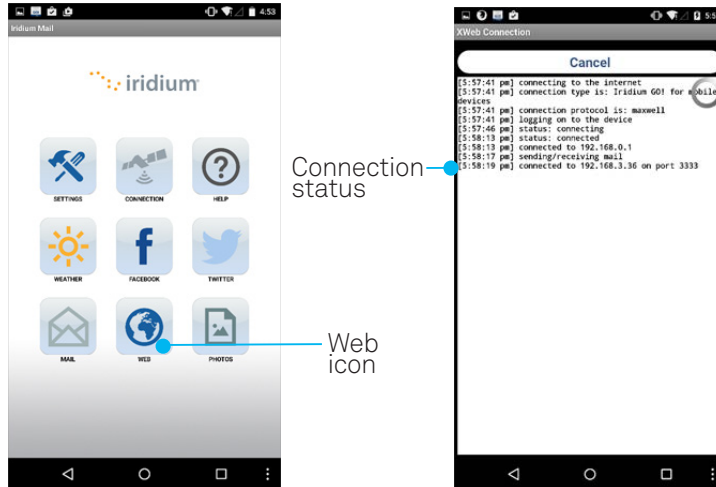 4:53
Iridium Mail
iridium
SETTINGS
CONNECTION
HELP
WEATHER
FACEBOOK
TWITTER
MAIL
WEB
PHOTOS
Web
icon
Connection
status
5:5
XWeb Connection
Cancel
[5:57:41 pm] connecting to the internet
[5:57:41 pm] connection type is: Iridium GO! for mobile
devices
[5:57:41 pm] connection protocol is: maxwell
[5:57:41 pm] logging on to the device
[5:57:46 pm] status: connecting
[5:58:13 pm] status: connected
[5:58:13 pm] connected to 192.168.0.1
[5:58:17 pm] sending/receiving mail
[5:58:19 pm] connected to 192.168.3.36 on port 3333